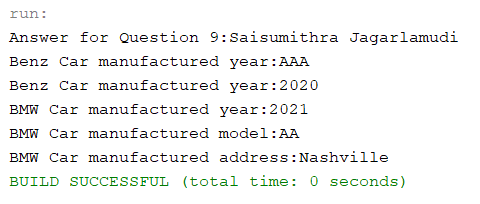 run:
Answer for Question 9:Saisumithra Jagarlamudi
Benz Car manufactured year:AAA
Benz Car manufactured year:2020
BMW Car manufactured year:2021
BMW Car manufactured model:AA
BMW Car manufactured address:Nashville
BUILD SUCCESSFUL (total time: 0 seconds)